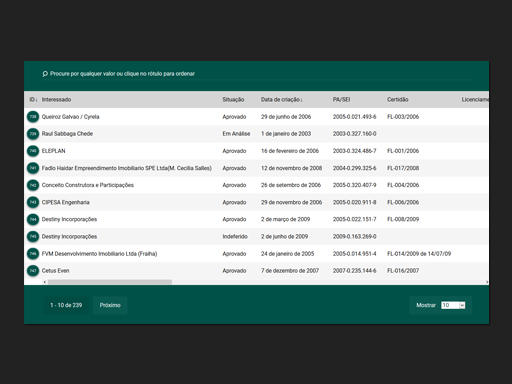 Procure por qualquer valor ou clique no rótulo para ordenar
ID↓ Interessado Situação Data de criação↓ PA/SEI Certidão Licenciame
738 Queiroz Galvao / Cyrela Aprovado 29 de junho de 2006 2005-0.021.493-6 FL-003/2006
739 Raul Sabbaga Chede Em Análise 1 de janeiro de 2003 2003-0.327.160-0
740 ELEPLAN Aprovado 16 de fevereiro de 2006 2003-0.324.486-7 FL-001/2006
741 Fadlo Haidar Empreendimento Imobiliario SPE Ltda(M. Cecilia Salles) Aprovado 12 de novembro de 2008 2004-0.299.325-6 FL-017/2008
742 Conceito Construtora e Participações Aprovado 26 de setembro de 2006 2005-0.320.407-9 FL-004/2006
743 CIPESA Engenharia Aprovado 29 de novembro de 2006 2005-0.020.911-8 FL-006/2006
744 Destiny Incorporações Aprovado 2 de março de 2009 2005-0.022.151-7 FL-008/2009
745 Destiny Incorporações Indeferido 2 de junho de 2009 2009-0.163.269-0
746 FVM Desenvolvimento Imobiliario Ltda (Fraiha) Aprovado 24 de janeiro de 2005 2005-0.014.951-4 FL-014/2009 de 14/07/09
747 Cetus Even Aprovado 7 de dezembro de 2007 2007-0.235.144-6 FL-016/2007
1 - 10 de 239 Próximo Mostrar 10